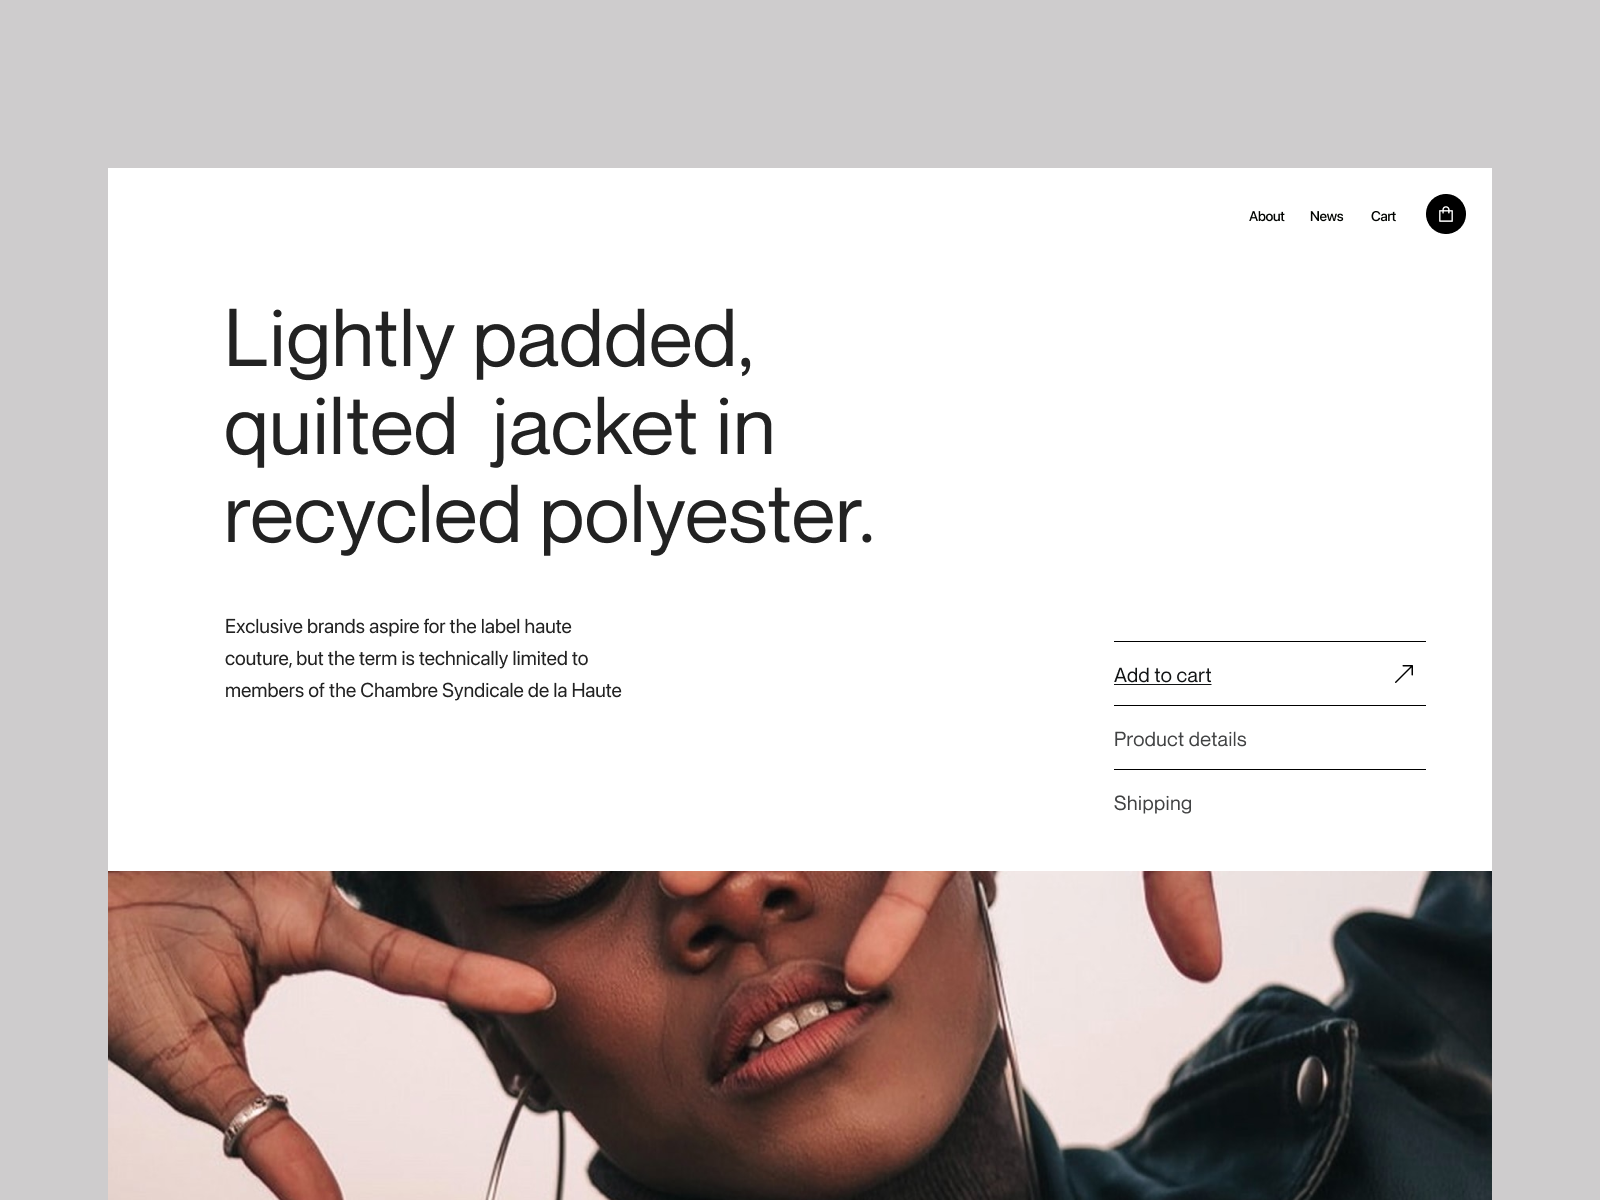 About News Cart
Lightly padded,
quilted  jacket in
recycled polyester.
Exclusive brands aspire for the label haute
couture, but the term is technically limited to
members of the Chambre Syndicale de la Haute
Add to cart
Product details
Shipping